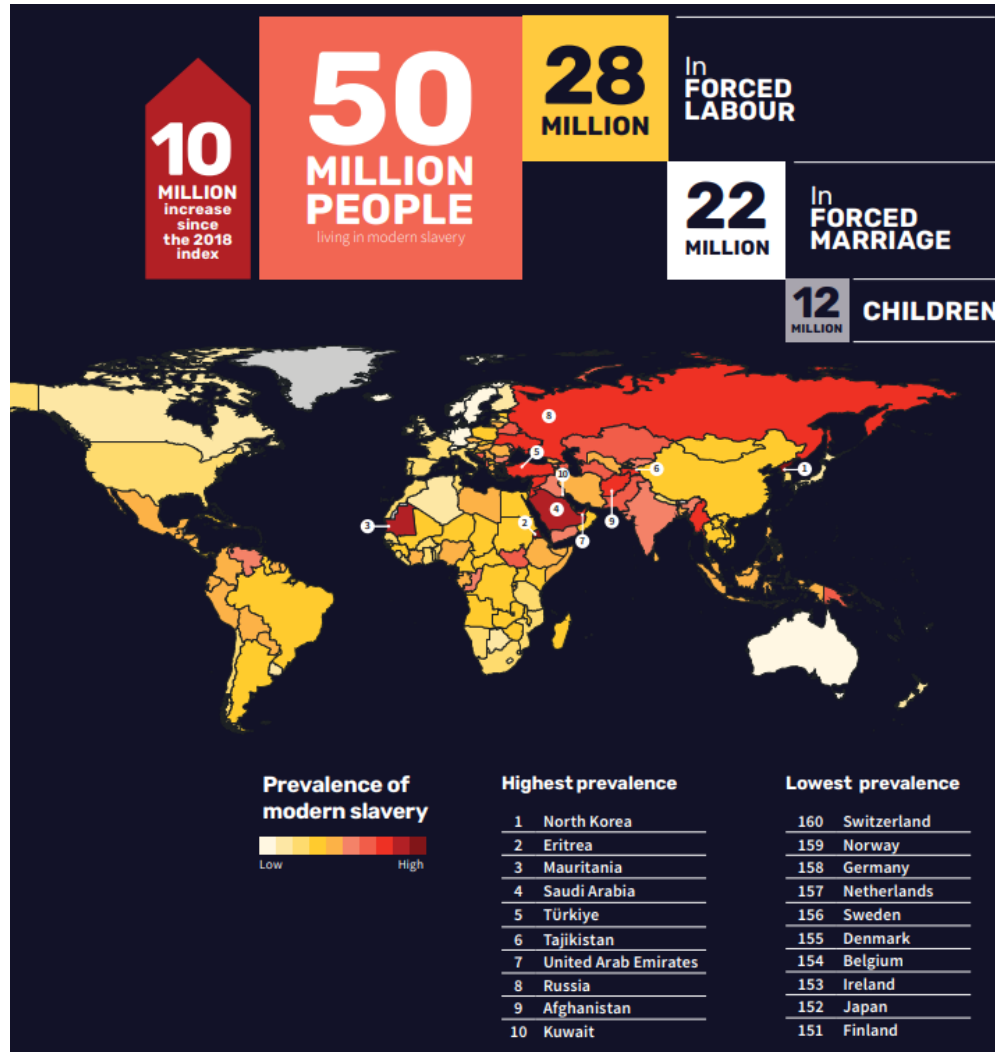 10
MILLION
increase
since
the 2018
index
50
MILLION
PEOPLE
living in modern slavery
28
MILLION
In
FORCED
LABOUR
22
MILLION
In
FORCED
MARRIAGE
12
MILLION
CHILDREN
8
5
10
6
1
4
3
2
9
7
Prevalence of
modern slavery
Low High
Highest prevalence
1 North Korea
2 Eritrea
3 Mauritania
4 Saudi Arabia
5 Türkiye
6 Tajikistan
7 United Arab Emirates
8 Russia
9 Afghanistan
10 Kuwait
Lowest prevalence
160 Switzerland
159 Norway
158 Germany
157 Netherlands
156 Sweden
155 Denmark
154 Belgium
153 Ireland
152 Japan
151 Finland